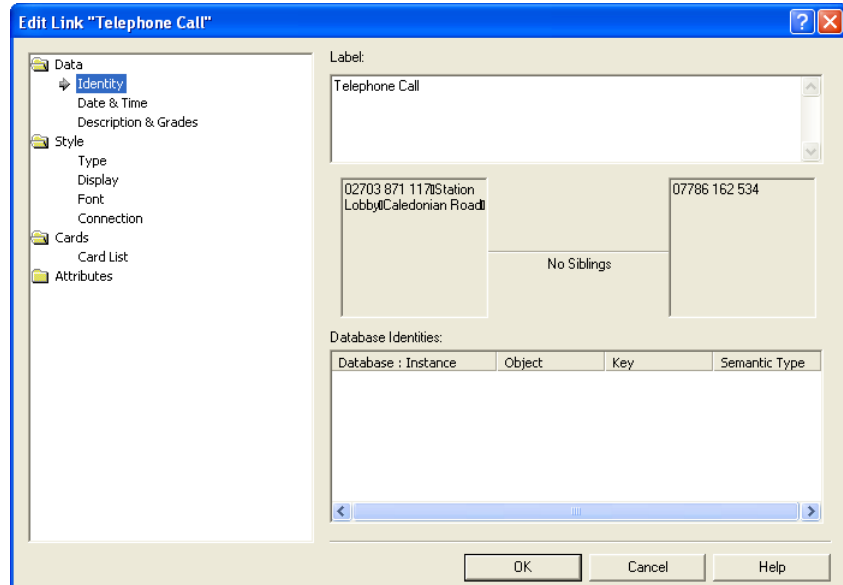 Edit Link "Telephone Call"
Data
Identity
Date & Time
Description & Grades
Style
Type
Display
Font
Connection
Cards
Card List
Attributes
Label:
Telephone Call
02703 871 117▯Station
Lobby▯Caledonian Road▯
No Siblings
07786 162 534
Database Identities:
Database : Instance Object Key Semantic Type
OK Cancel Help